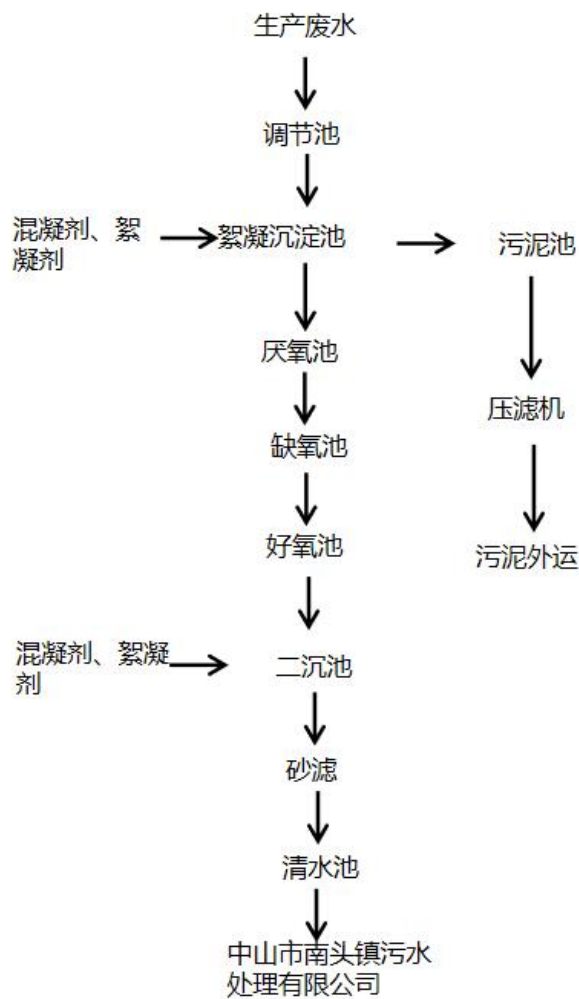 生产废水
调节池
混凝剂、絮
凝剂
絮凝沉淀池
污泥池
厌氧池
压滤机
缺氧池
好氧池
污泥外运
混凝剂、絮凝
剂
二沉池
砂滤
清水池
中山市南头镇污水
处理有限公司